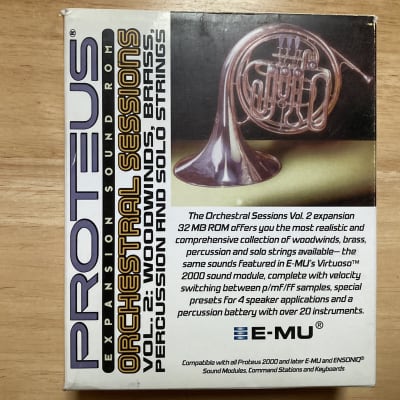 PROTEUS®
EXPANSION SOUND ROM
ORCHESTRAL SESSIONS
VOL. 2: WOODWINDS, BRASS,
PERCUSSION AND SOLO STRINGS
The Orchestral Sessions Vol. 2 expansion
32 MB ROM offers you the most realistic and
comprehensive collection of woodwinds, brass,
percussion and solo strings available— the
same sounds featured in E-MU's Virtuoso™
2000 sound module, complete with velocity
switching between p/mf/ff samples, special
presets for 4 speaker applications and a
percussion battery with over 20 instruments.
E-MU®
Compatible with all Proteus 2000 and later E-MU and ENSONIQ®
Sound Modules, Command Stations and Keyboards